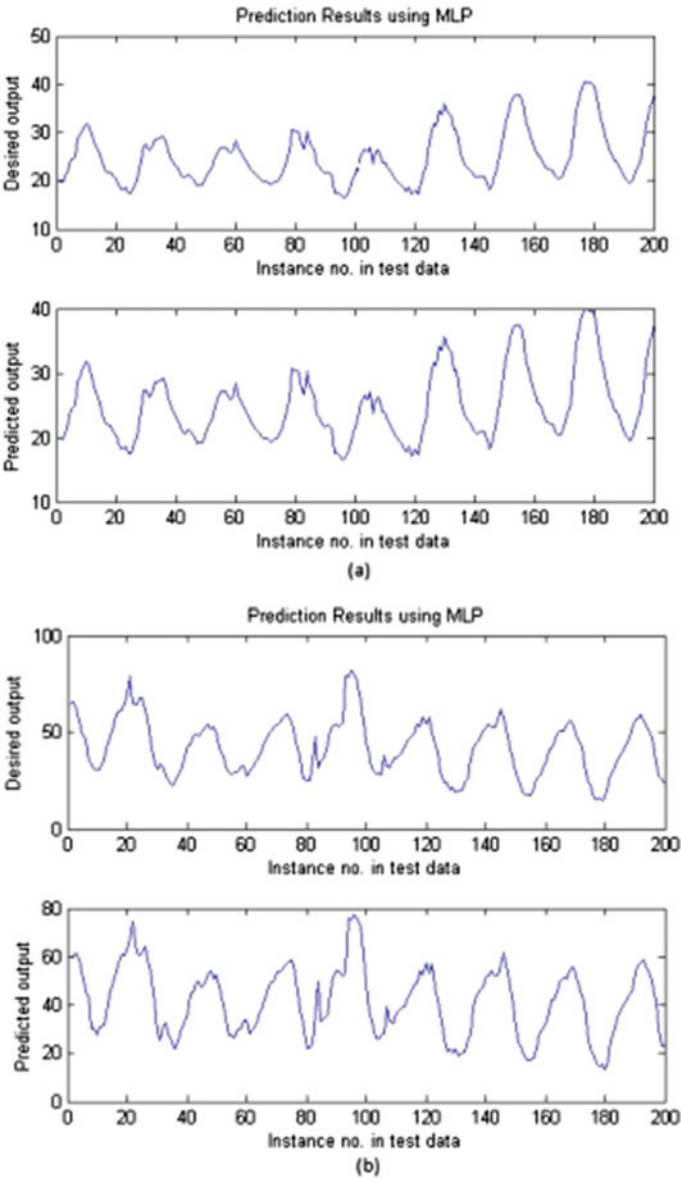 Prediction Results using MLP
50
40
30
20
10
Desired output
0 20 40 60 80 100 120 140 160 180 200
Instance no. in test data
40
30
20
10
Predicted output
0 20 40 60 80 100 120 140 160 180 200
Instance no. in test data
(a)
Prediction Results using MLP
100
50
0
Desired output
0 20 40 60 80 100 120 140 160 180 200
Instance no. in test data
80
60
40
20
0
Predicted output
0 20 40 60 80 100 120 140 160 180 200
Instance no. in test data
(b)